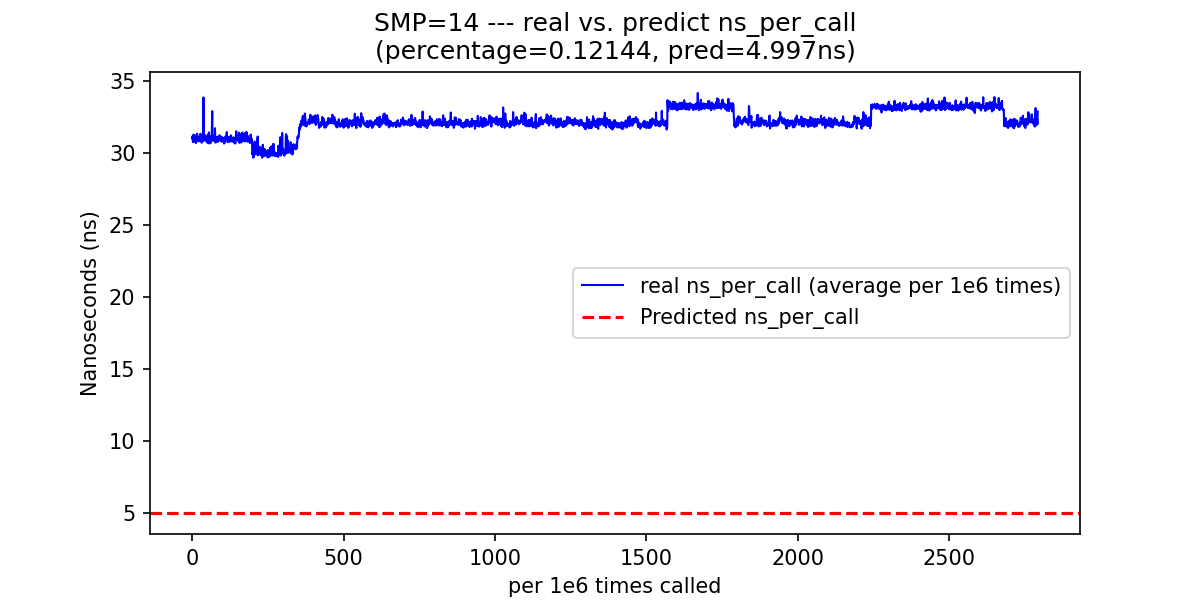 SMP=14 --- real vs. predict ns_per_call
(percentage=0.12144, pred=4.997ns)
35
30
25
20
15
10
5
Nanoseconds (ns)
real ns_per_call (average per 1e6 times)
Predicted ns_per_call
0 500 1000 1500 2000 2500
per 1e6 times called